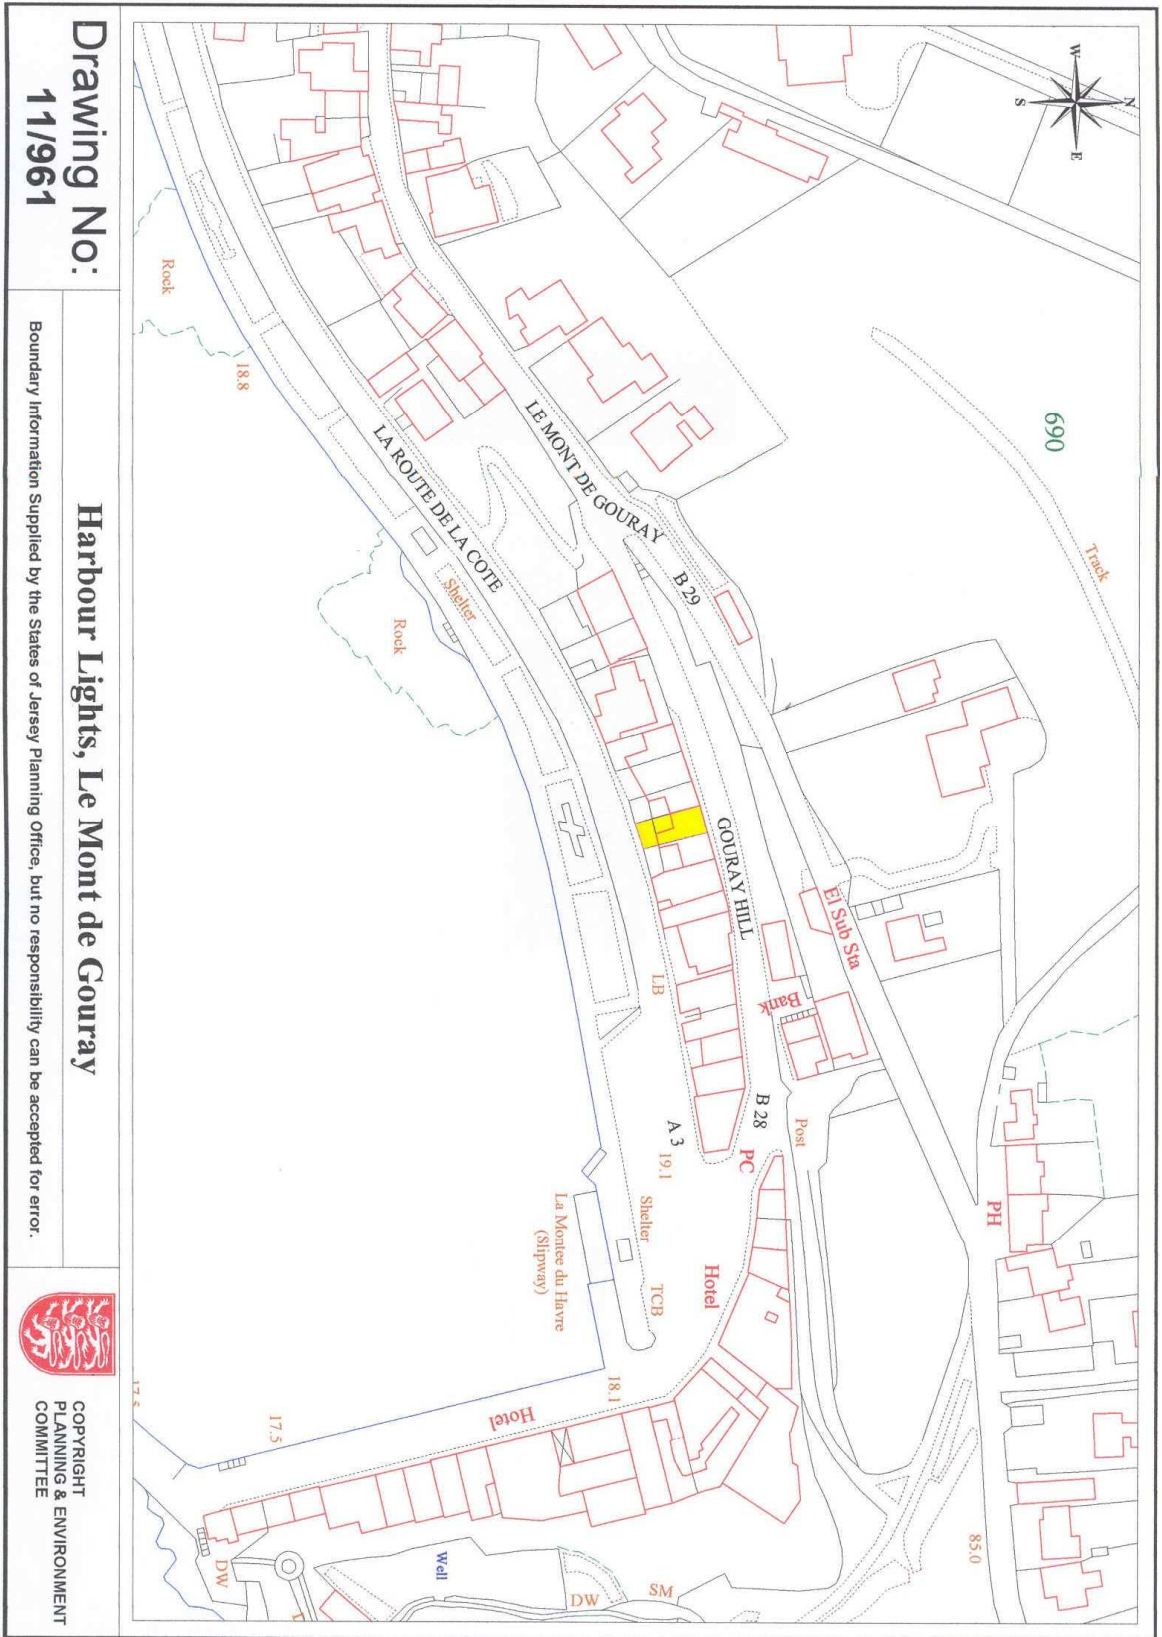 W
N
S
E
690
Track
LE MONT DE GOURAY
B 29
LA ROUTE DE LA COTE
Shelter
Rock
Rock
18.8
GOURAY HILL
El Sub Sta
Bank
LB
B 28
A 3
19.1
PC
Post
PH
Shelter
TCB
Hotel
La Montee du Havre
(Slipway)
18.1
Hotel
17.5
17.5
85.0
DW
Well
DW
SM
Drawing No:
11/961
Harbour Lights, Le Mont de Gouray
Boundary Information Supplied by the States of Jersey Planning Office, but no responsibility can be accepted for error.
COPYRIGHT
PLANNING & ENVIRONMENT
COMMITTEE